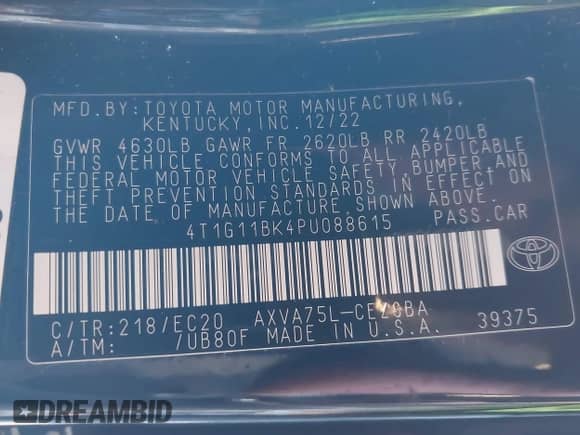 MFD.BY:TOYOTA MOTOR MANUFACTURING,
KENTUCKY,INC.12/22
GVWR 4630LB GAWR FR 2620LB RR 2420LB
THIS VEHICLE CONFORMS TO ALL APPLICABLE
FEDERAL MOTOR VEHICLE SAFETY,BUMPER,AND
THEFT PREVENTION STANDARDS IN EFFECT ON
THE DATE OF MANUFACTURE SHOWN ABOVE.
4T1G11BK4PU088615 PASS.CAR
C/TR:218/EC20 AXVA75L-CEZGBA
A/TM: /UB80F MADE IN U.S.A. 39375
DREAMBID